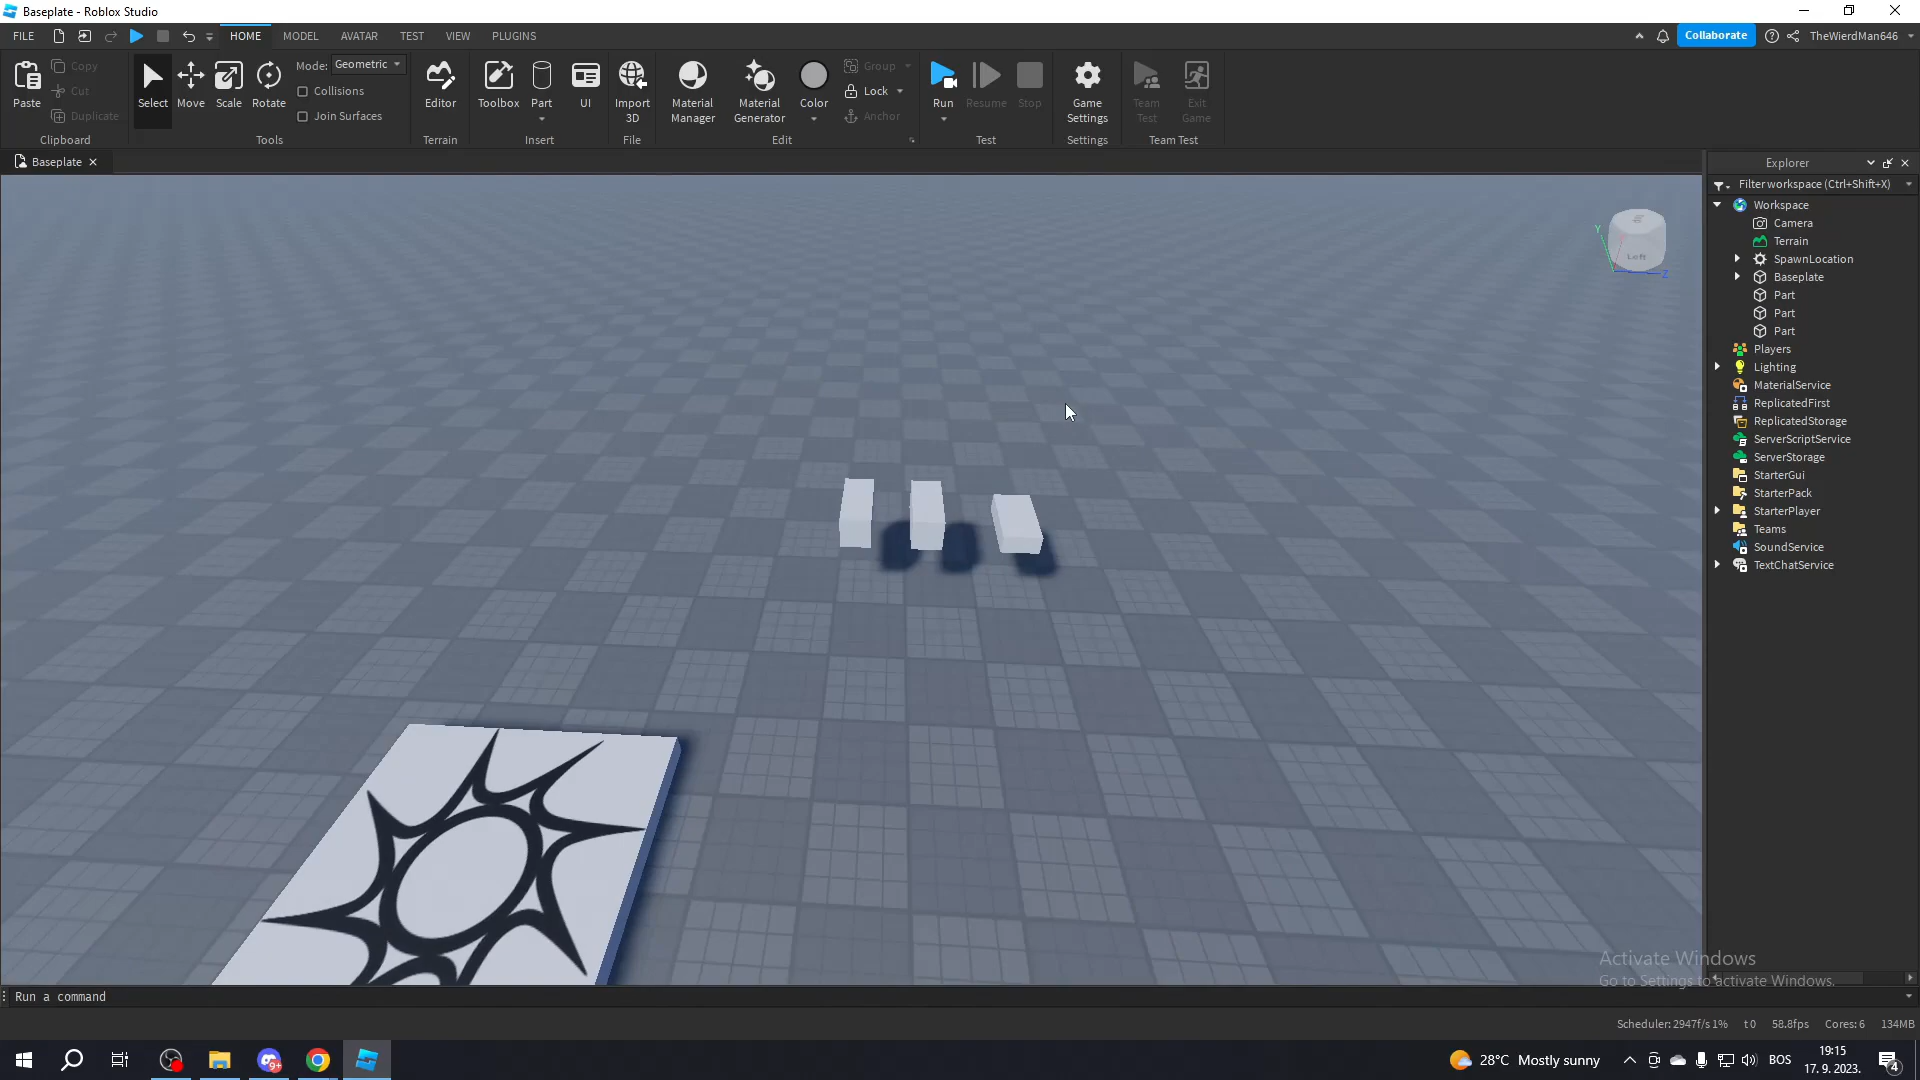 Baseplate - Roblox Studio
FILE HOME MODEL AVATAR TEST VIEW PLUGINS Collaborate TheWierdMan646
Paste Copy Cut Duplicate
Clipboard
Select Move Scale Rotate
Mode: Geometric
Collisions
Join Surfaces
Tools
Editor
Terrain
Toolbox Part UI
Insert
Import
3D
File
Material
Manager
Material
Generator
Color
Group
Lock
Anchor
Edit
Run Resume Stop
Test
Game
Settings
Settings
Team
Test
Exit
Game
Team Test
Baseplate
Explorer
Filter workspace (Ctrl+Shift+X)
Workspace
Camera
Terrain
SpawnLocation
Baseplate
Part
Part
Part
Players
Lighting
MaterialService
ReplicatedFirst
ReplicatedStorage
ServerScriptService
ServerStorage
StarterGui
StarterPack
StarterPlayer
Teams
SoundService
TextChatService
Y
Left
Z
Activate Windows
Go to Settings to activate Windows.
Run a command
Scheduler: 2947f/s 1% t 0 58.8fps Cores: 6 134MB
9+
28°C Mostly sunny
BOS
19:15
17. 9. 2023.
4